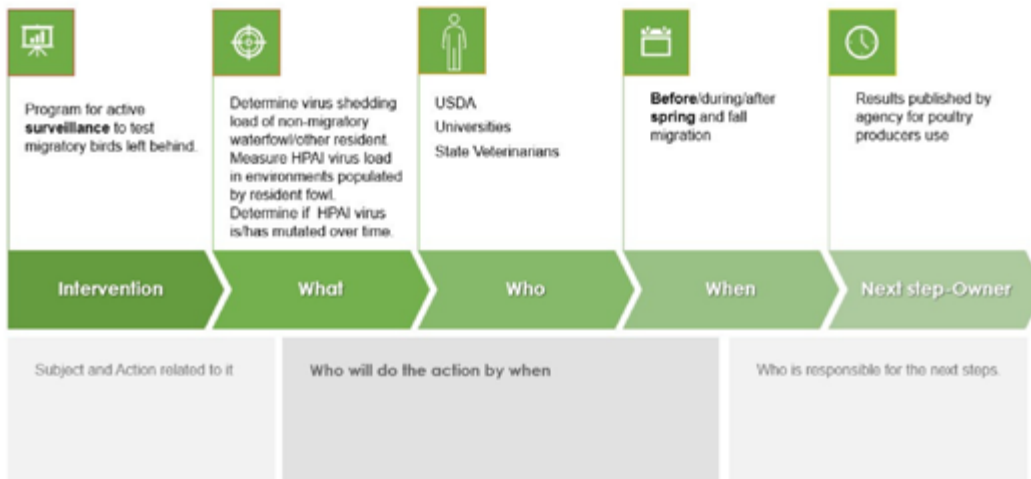 Program for active
surveillance to test
migratory birds left behind.
Determine virus shedding
load of non-migratory
waterfowl/other resident.
Measure HPAI virus load
in environments populated
by resident fowl.
Determine if HPAI virus
is/has mutated over time.
USDA
Universities
State Veterinarians
Before/during/after
spring and fall
migration
Results published by
agency for poultry
producers use
Intervention
What
Who
When
Next step-Owner
Subject and Action related to it
Who will do the action by when
Who is responsible for the next steps.